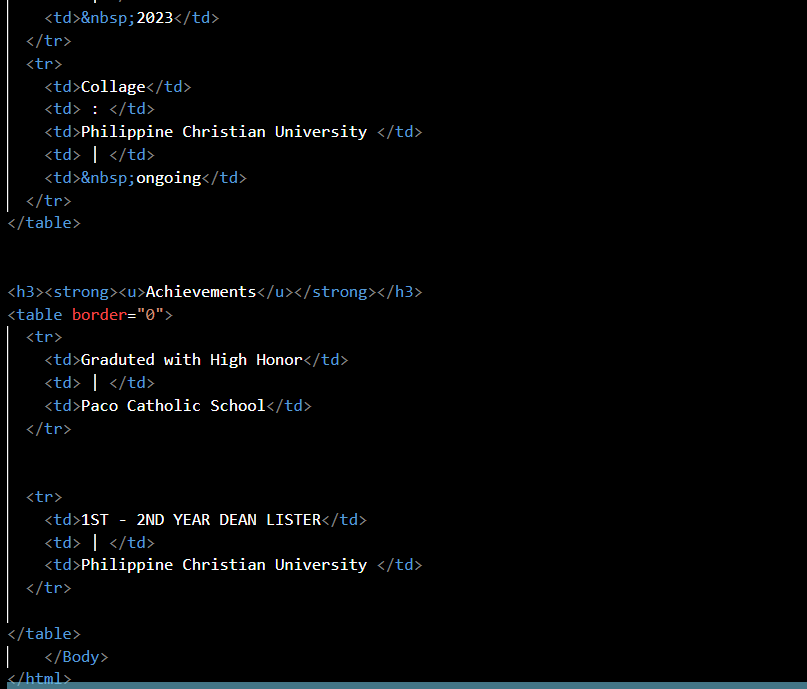 <td>&nbsp;2023</td>
</tr>
<tr>
<td>Collage</td>
<td> : </td>
<td>Philippine Christian University </td>
<td> | </td>
<td>&nbsp;ongoing</td>
</tr>
</table>
<h3><strong><u>Achievements</u></strong></h3>
<table border="0">
<tr>
<td>Graduted with High Honor</td>
<td> | </td>
<td>Paco Catholic School</td>
</tr>
<tr>
<td>1ST - 2ND YEAR DEAN LISTER</td>
<td> | </td>
<td>Philippine Christian University </td>
</tr>
</table>
</Body>
</html>